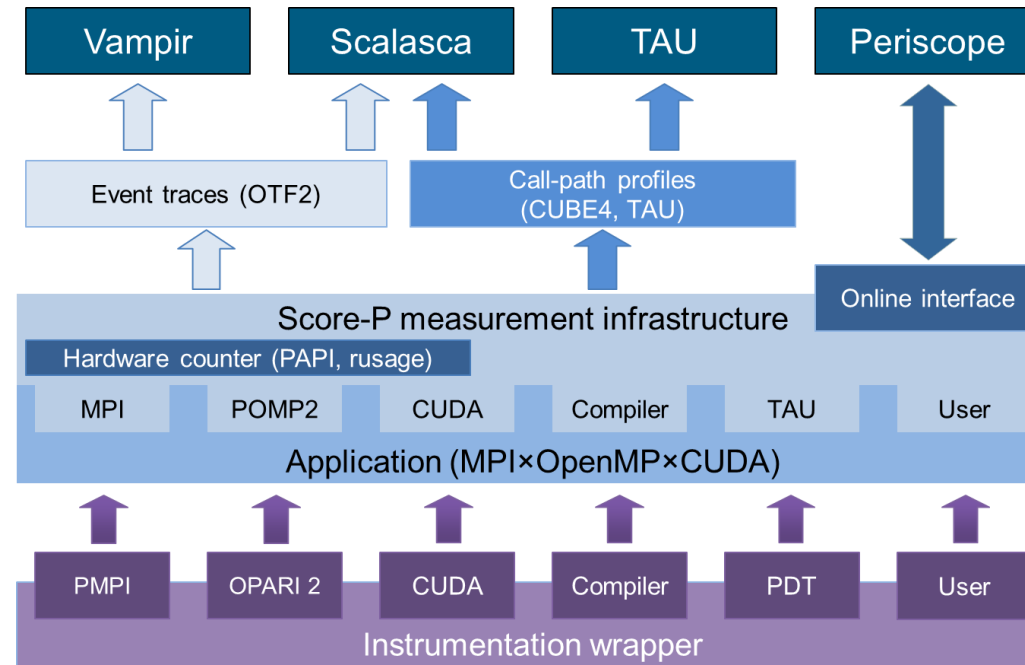 Vampir
Scalasca
TAU
Periscope
Event traces (OTF2)
Call-path profiles
(CUBE4, TAU)
Online interface
Score-P measurement infrastructure
Hardware counter (PAPI, rusage)
MPI
POMP2
CUDA
Compiler
TAU
User
Application (MPI×OpenMP×CUDA)
PMPI
OPARI 2
CUDA
Compiler
PDT
User
Instrumentation wrapper